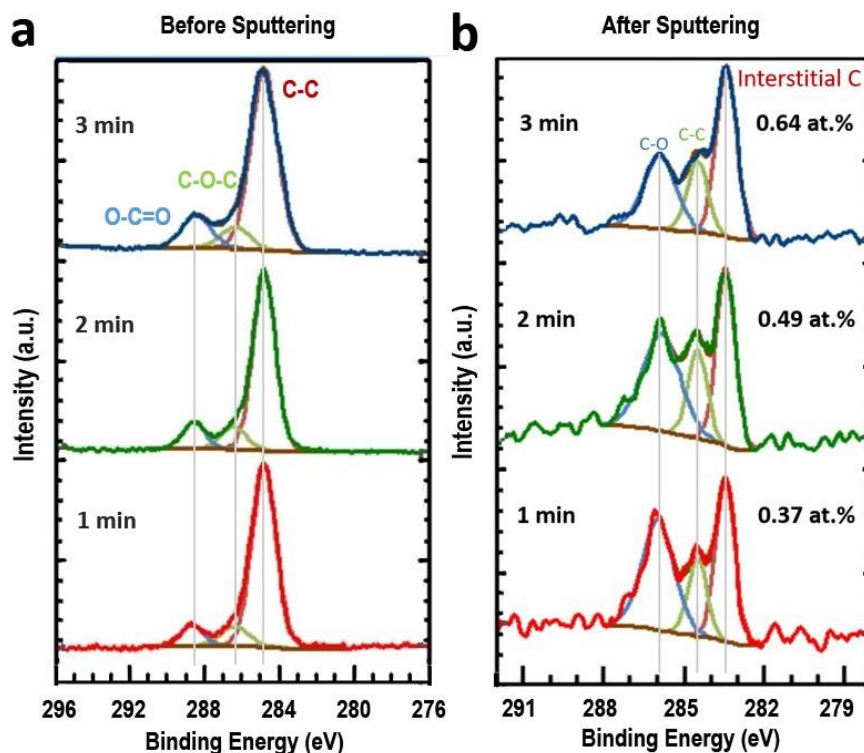 a
Before Sputtering
3 min
C-C
C-O-C
O-C=O
2 min
1 min
Intensity (a.u.)
296 292 288 284 280 276
Binding Energy (eV)
b
After Sputtering
Interstitial C
3 min
0.64 at.%
C-O
C-C
2 min
0.49 at.%
1 min
0.37 at.%
Intensity (a.u.)
291 288 285 282 279
Binding Energy (eV)